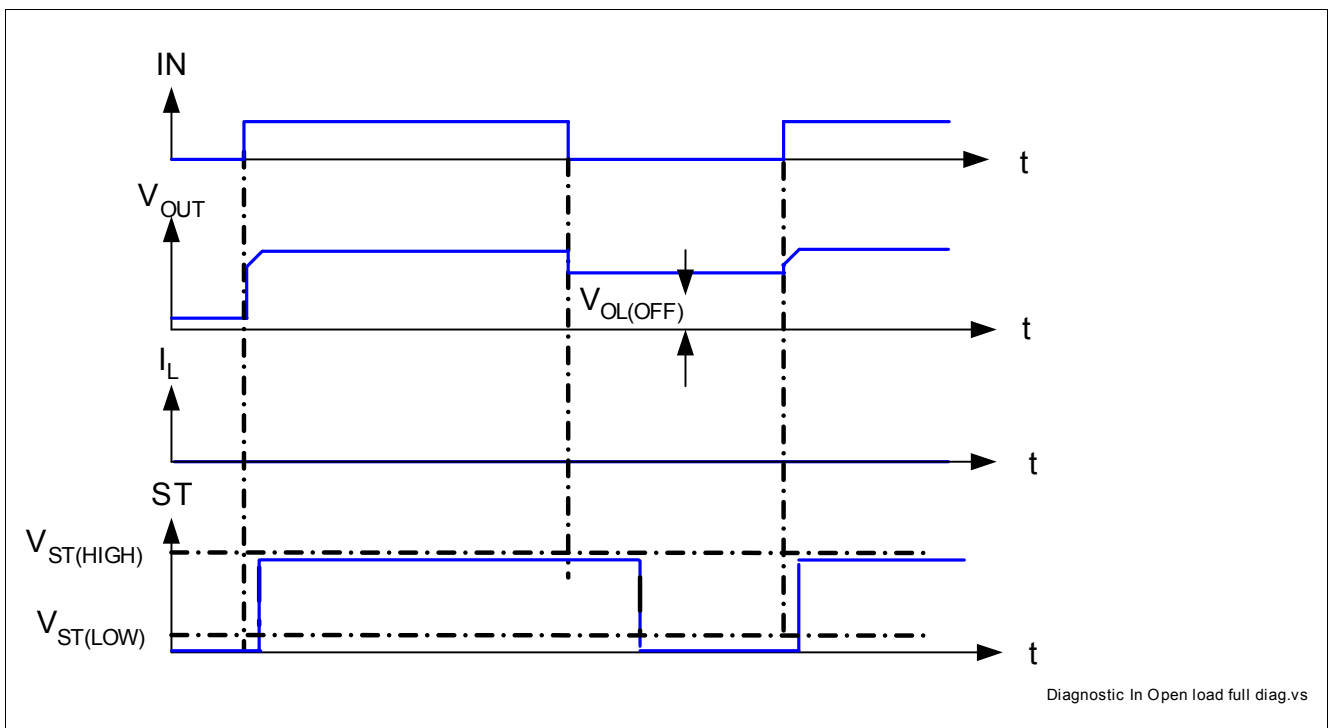 IN
t
VOUT
VOL(OFF)
t
IL
t
ST
VST(HIGH)
VST(LOW)
t
Diagnostic In Open load full diag.vs